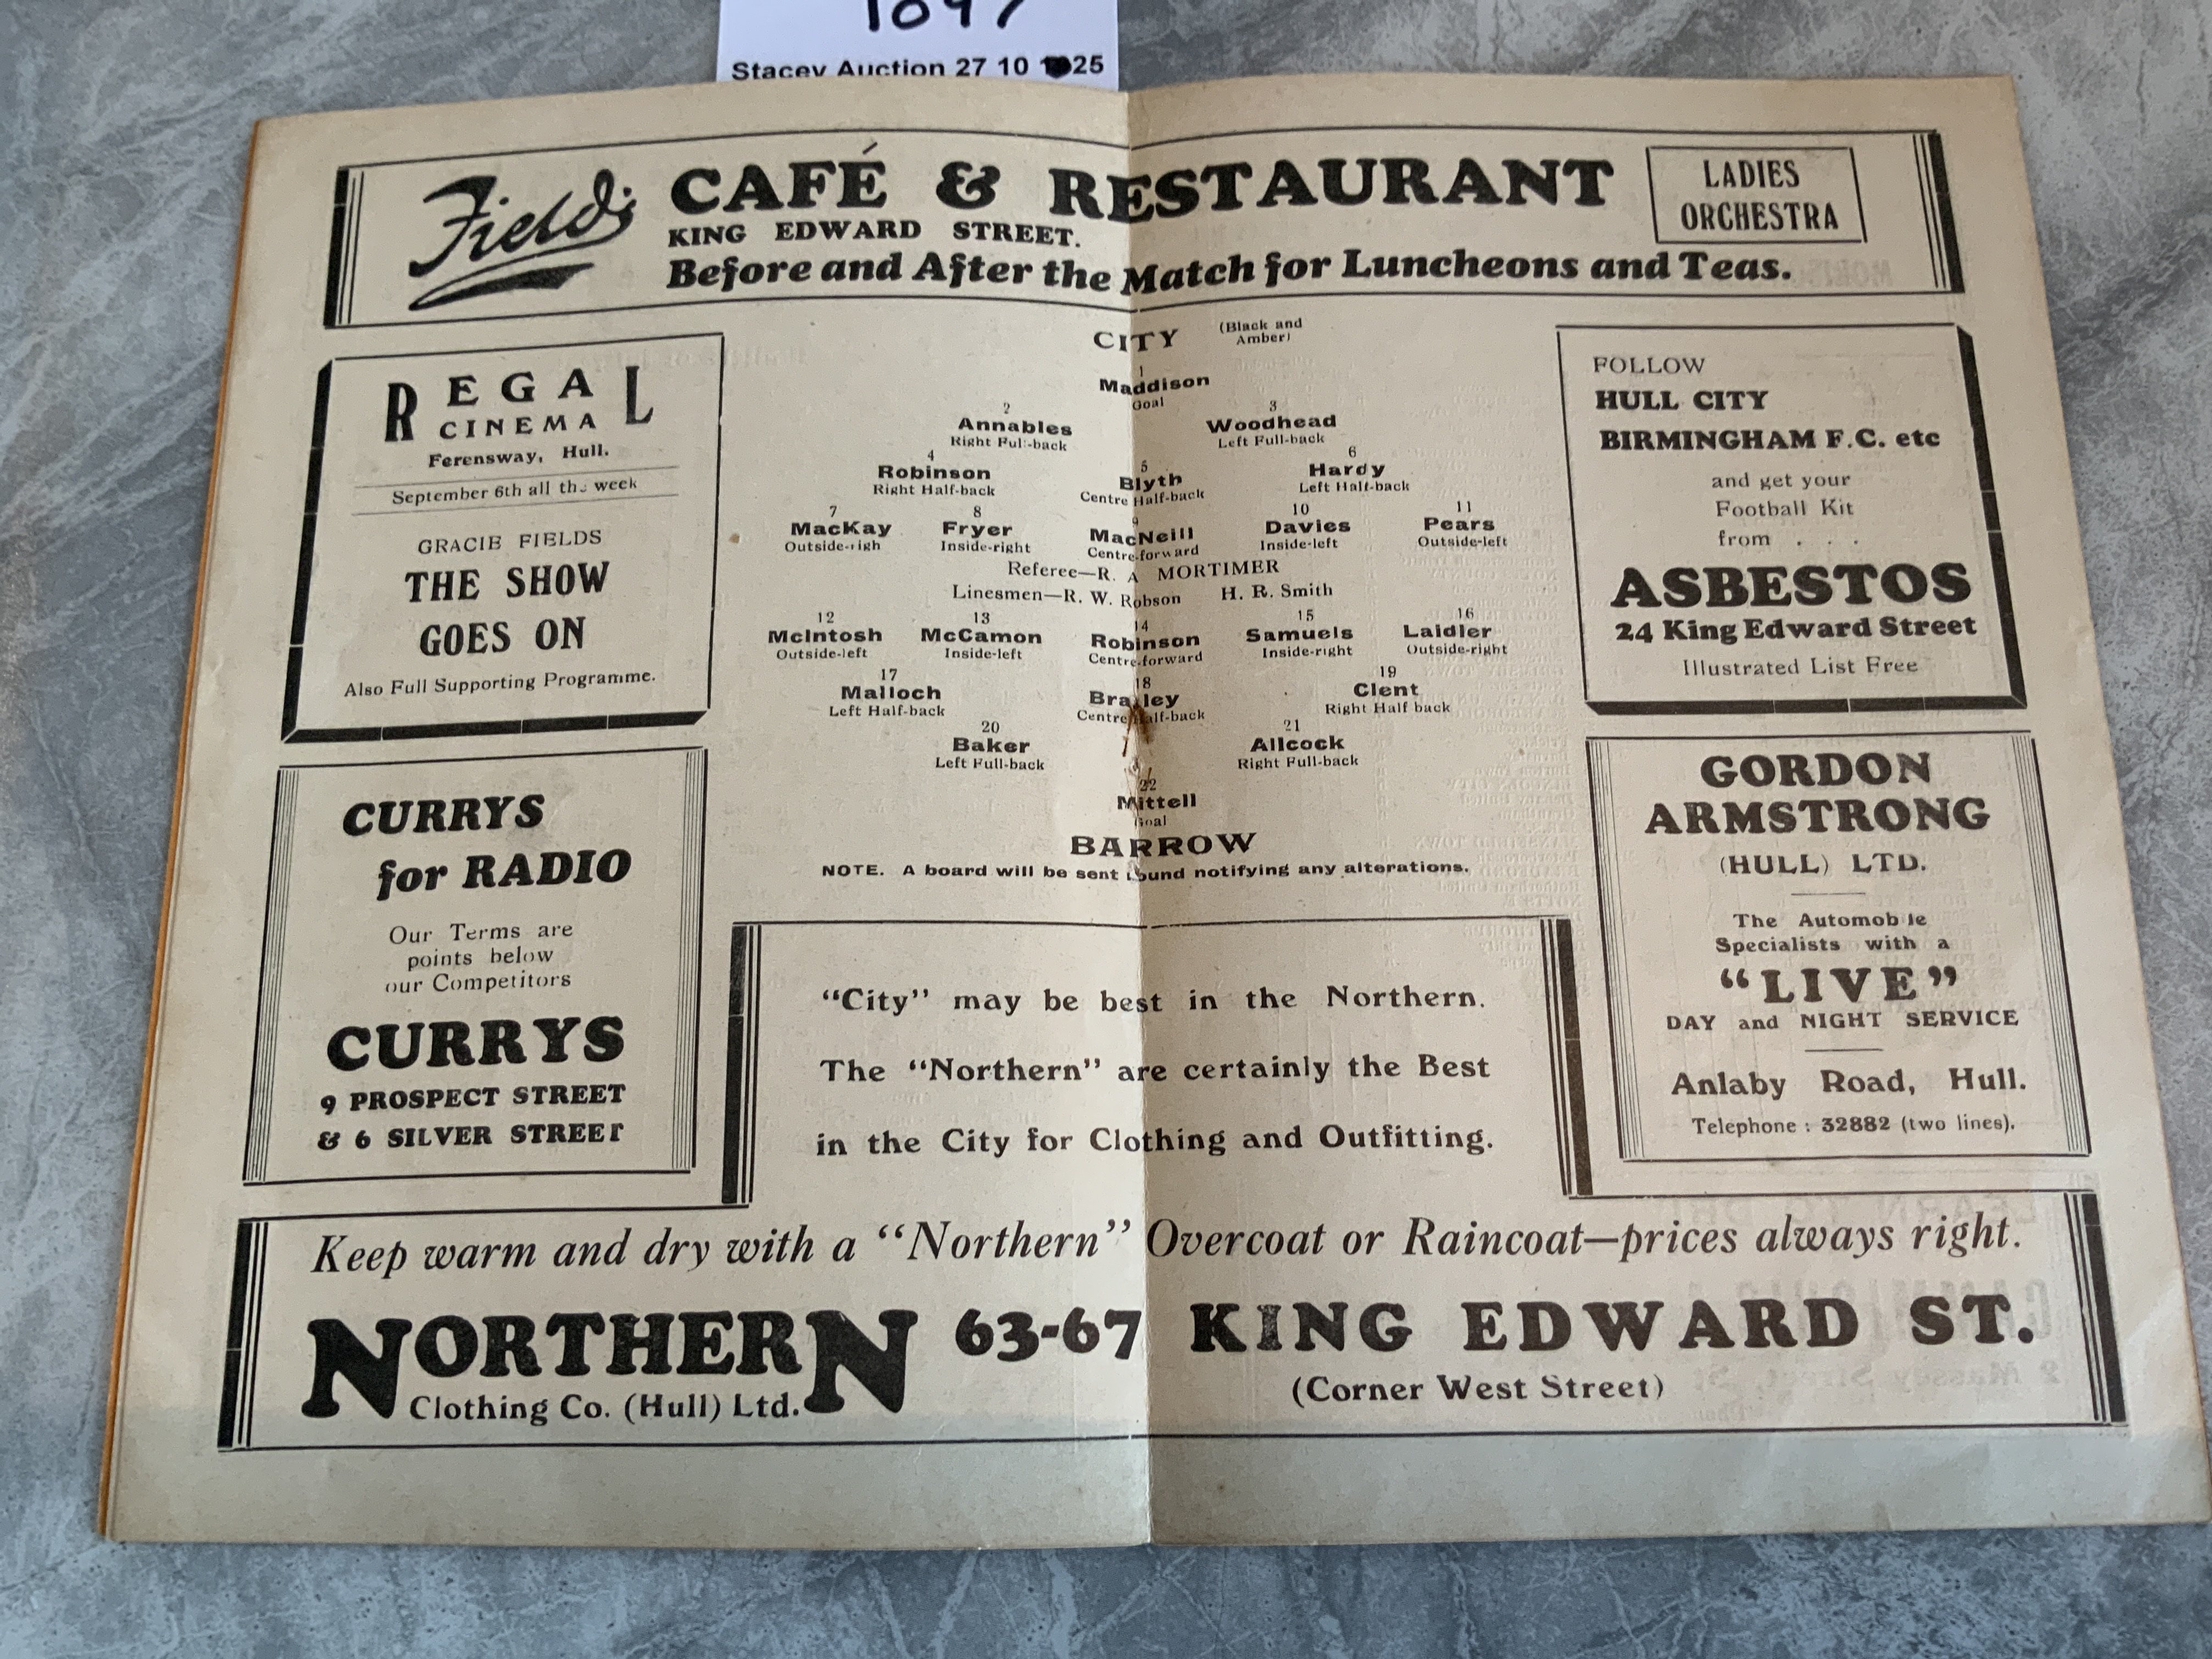 Stacey Auction 27 10 25
Field's CAFÉ & RESTAURANT
KING EDWARD STREET.
Before and After the Match for Luncheons and Teas.
LADIES
ORCHESTRA
REGAL
CINEMA
Ferensway, Hull.
September 6th all the week
GRACIE FIELDS
THE SHOW
GOES ON
Also Full Supporting Programme.
CURRYS
for RADIO
Our Terms are
points below
our Competitors
CURRYS
9 PROSPECT STREET
& 6 SILVER STREET
CITY (Black and
Amber)
1
Maddison
Goal
2 3
Annables Woodhead
Right Full-back Left Full-back
4 5 6
Robinson Blyth Hardy
Right Half-back Centre Half-back Left Half-back
7 8 9 10 11
MacKay Fryer MacNeill Davies Pears
Outside-righ Inside-right Centre-forward Inside-left Outside-left
Referee—R. A MORTIMER
Linesmen—R. W. Robson H. R. Smith
12 13 14 15 16
McIntosh McCamon Robinson Samuels Laidler
Outside-left Inside-left Centre-forward Inside-right Outside-right
17 18 19
Malloch Clent
Left Half-back Centre Half-back Right Half back
20 21
Baker Allcock
Left Full-back Right Full-back
22
Mittell
Goal
BARROW
NOTE. A board will be sent round notifying any alterations.
"City" may be best in the Northern.
The "Northern" are certainly the Best
in the City for Clothing and Outfitting.
FOLLOW
HULL CITY
BIRMINGHAM F.C. etc
and get your
Football Kit
from . . .
ASBESTOS
24 King Edward Street
Illustrated List Free
GORDON
ARMSTRONG
(HULL) LTD.
The Automobile
Specialists with a
"LIVE"
DAY and NIGHT SERVICE
Anlaby Road, Hull.
Telephone : 32882 (two lines).
Keep warm and dry with a "Northern" Overcoat or Raincoat—prices always right.
NORTHERN 63-67 KING EDWARD ST.
Clothing Co. (Hull) Ltd. (Corner West Street)